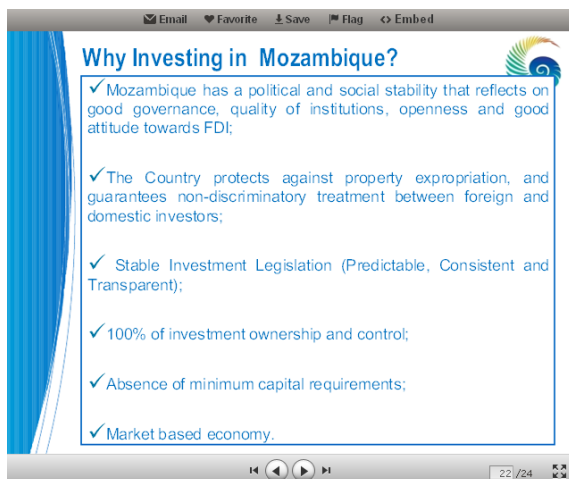 Email Favorite Save Flag <> Embed
Why Investing in Mozambique?
✓Mozambique has a political and social stability that reflects on
good governance, quality of institutions, openness and good
attitude towards FDI;
✓The Country protects against property expropriation, and
guarantees non-discriminatory treatment between foreign and
domestic investors;
✓ Stable Investment Legislation (Predictable, Consistent and
Transparent);
✓100% of investment ownership and control;
✓Absence of minimum capital requirements;
✓Market based economy.
22 /24